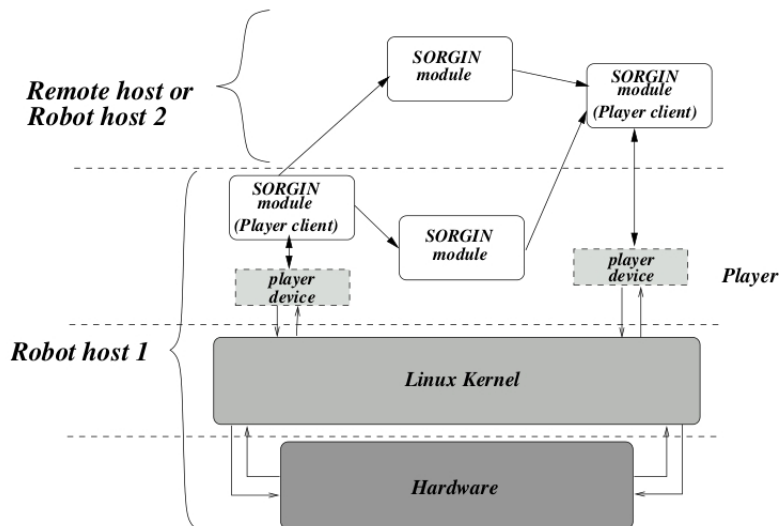 SORGIN
module
SORGIN
module
(Player client)
Remote host or
Robot host 2
SORGIN
module
(Player client)
SORGIN
module
player
device
player
device
Player
Robot host 1
Linux Kernel
Hardware